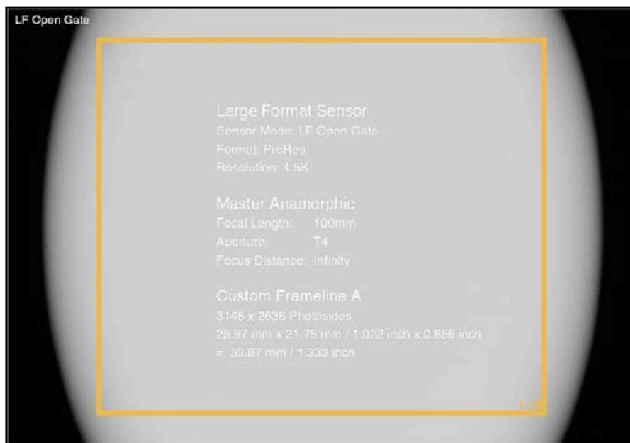 LF Open Gate
Large Format Sensor
Sensor Mode: LF Open Gate
Format: ProRes
Resolution: 4.5K
Master Anamorphic
Focal Length: 100mm
Aperture: T4
Focus Distance: Infinity
Custom Frameline A
3148 x 2636 Photosides
25.97 mm x 21.75 mm / 1.022 inch x 0.856 inch
= 33.87 mm / 1.333 inch